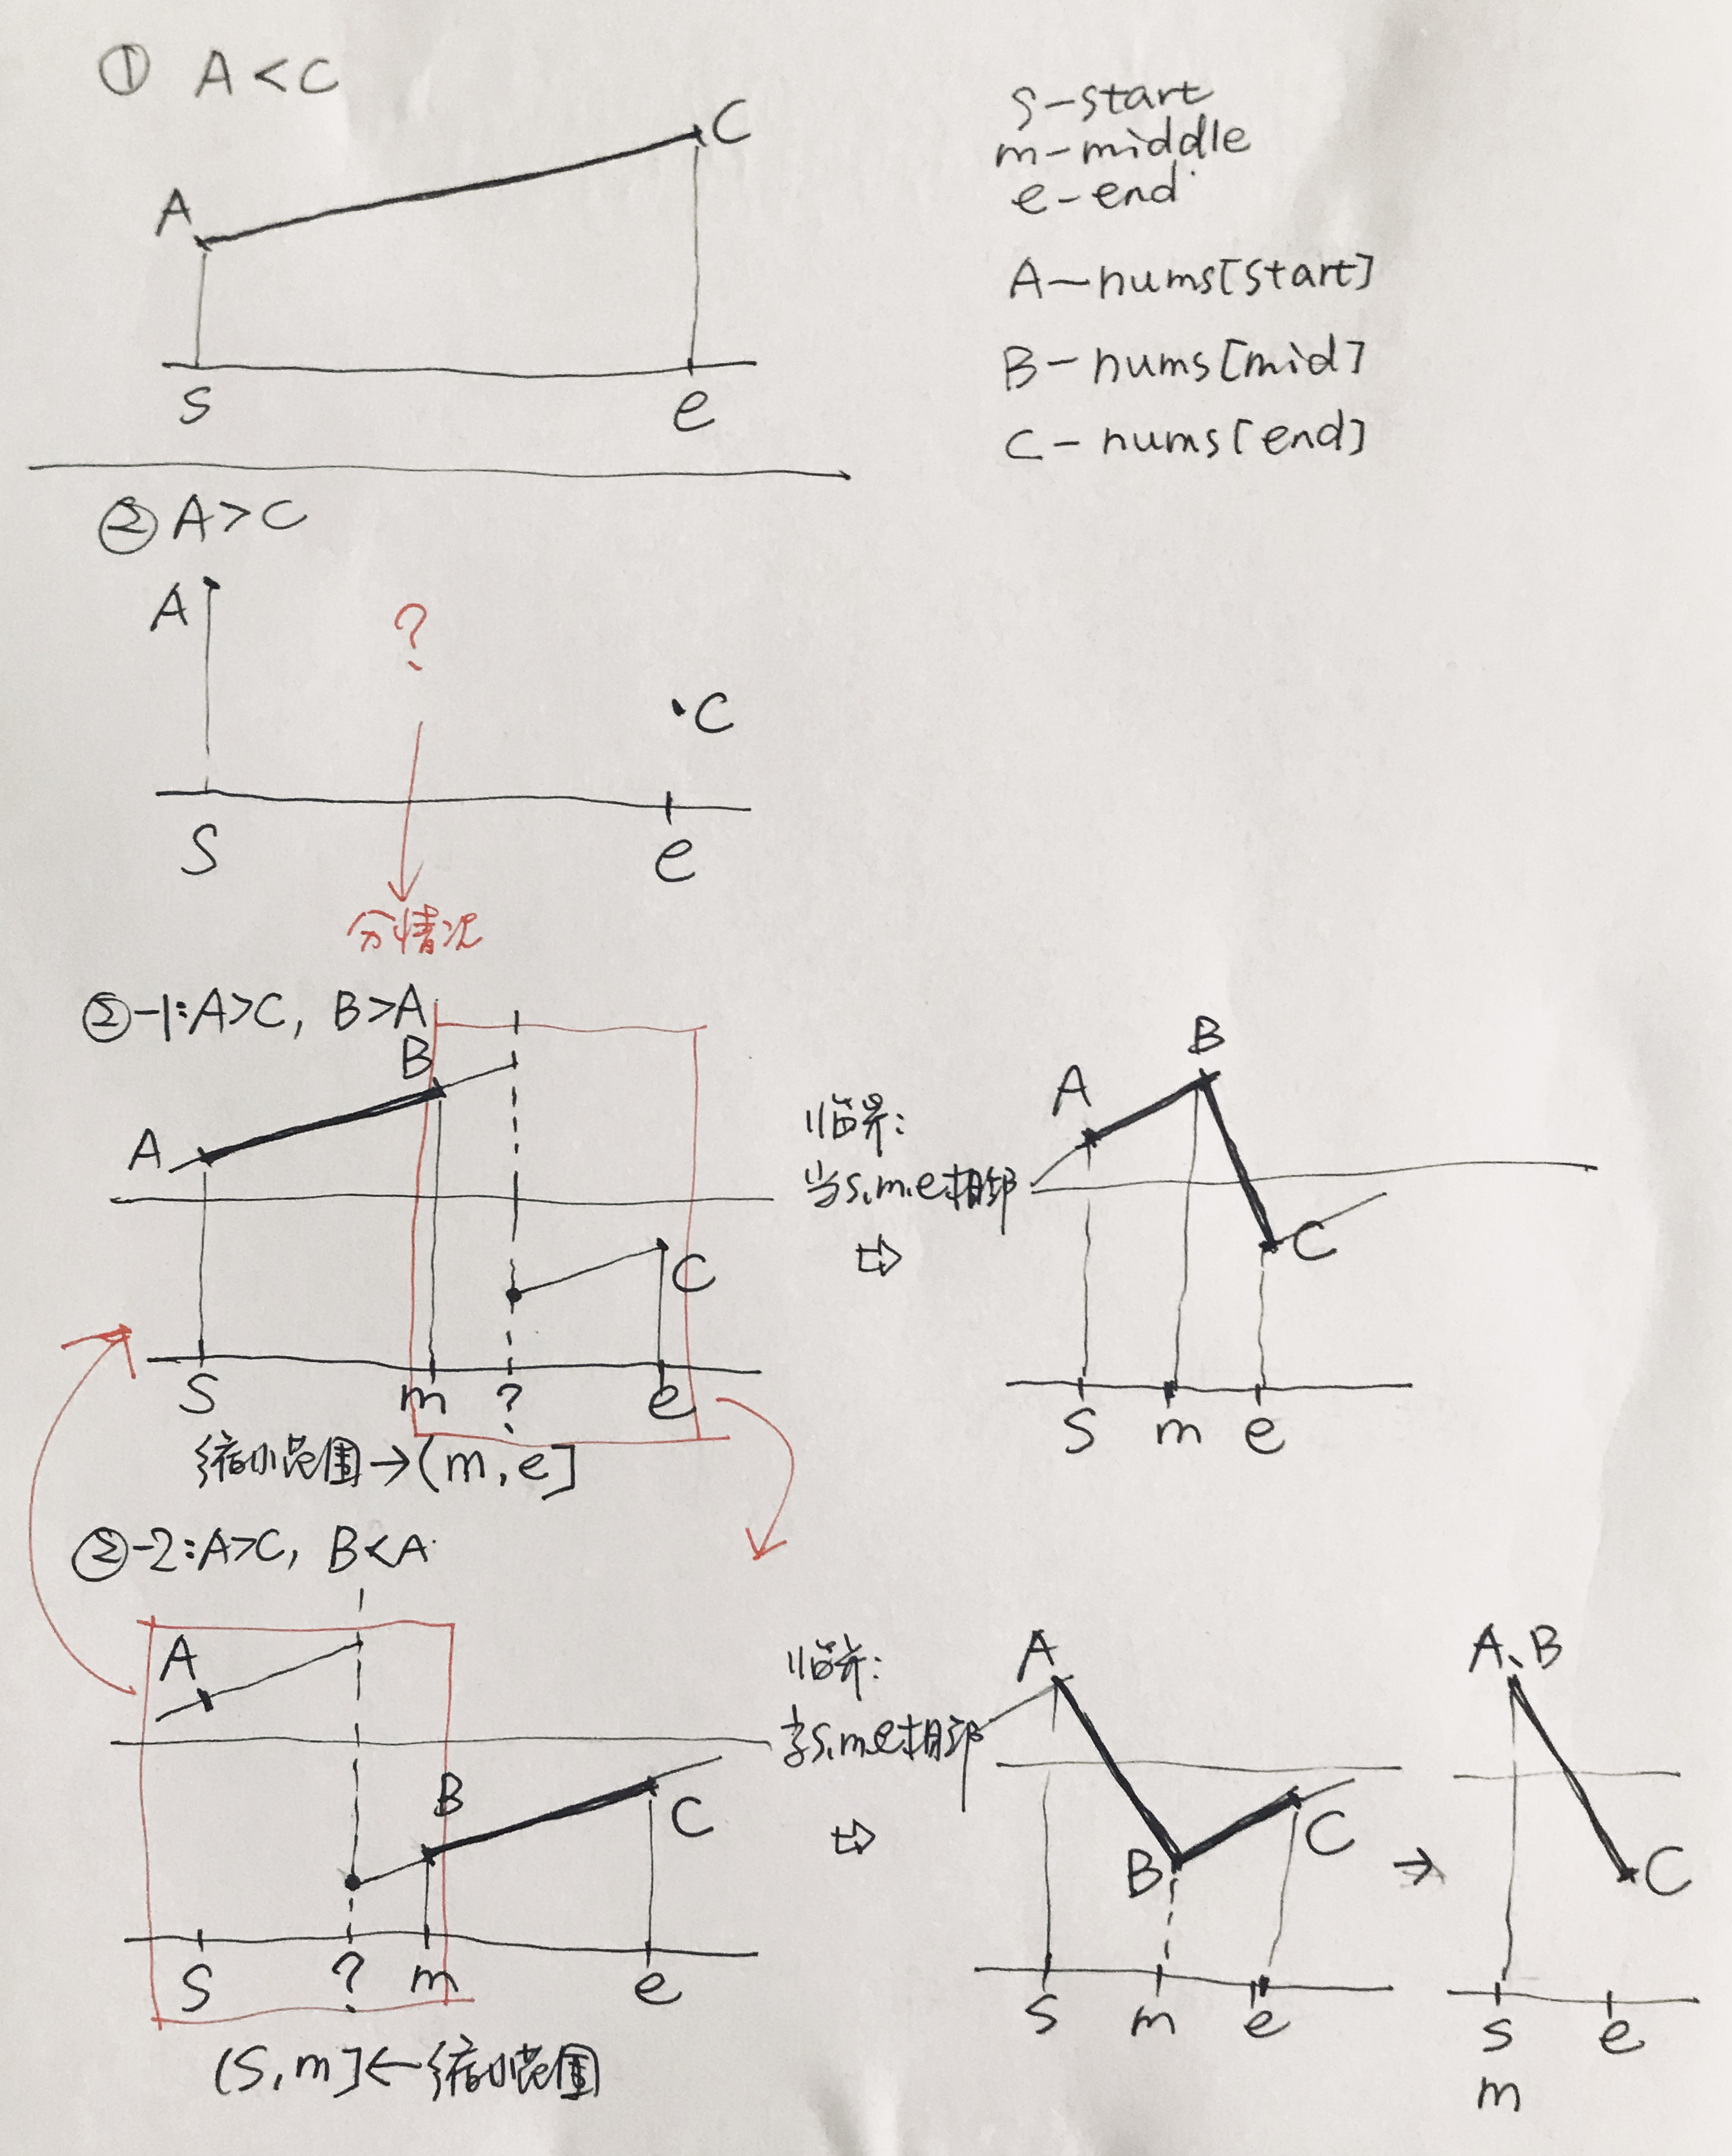 ① A<C
s-start
m-middle
e-end
A-nums[start]
B-nums[mid]
C-nums[end]
A
C
s
e
② A>C
A
?
C
s
e
分情况
②-1:A>C, B>A
A
B
C
s
m
?
e
缩小范围→(m,e]
临界:
当s,m,e相邻
⇨
A
B
C
s
m
e
②-2:A>C, B<A
A
B
C
s
?
m
e
(s,m]←缩小范围
临界:
当s,m,e相邻
⇨
A
B
C
s
m
e
→
A、B
C
s
e
m